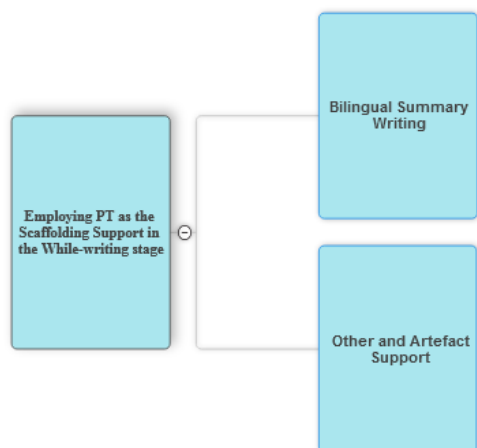 Employing PT as the
Scaffolding Support in
the While-writing stage
Bilingual Summary
Writing
Other and Artefact
Support